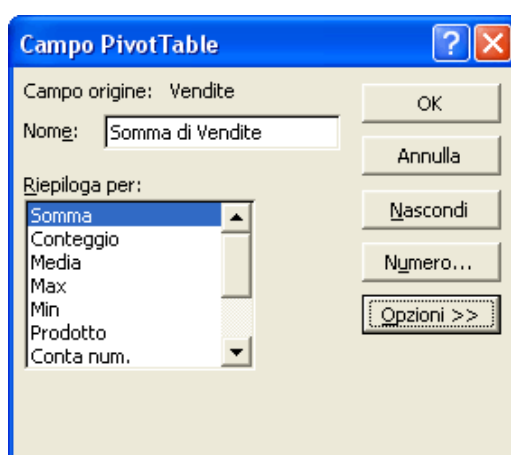 Campo PivotTable
Campo origine: Vendite
Nome: Somma di Vendite
Riepiloga per:
Somma
Conteggio
Media
Max
Min
Prodotto
Conta num.
OK
Annulla
Nascondi
Numero...
Opzioni >>